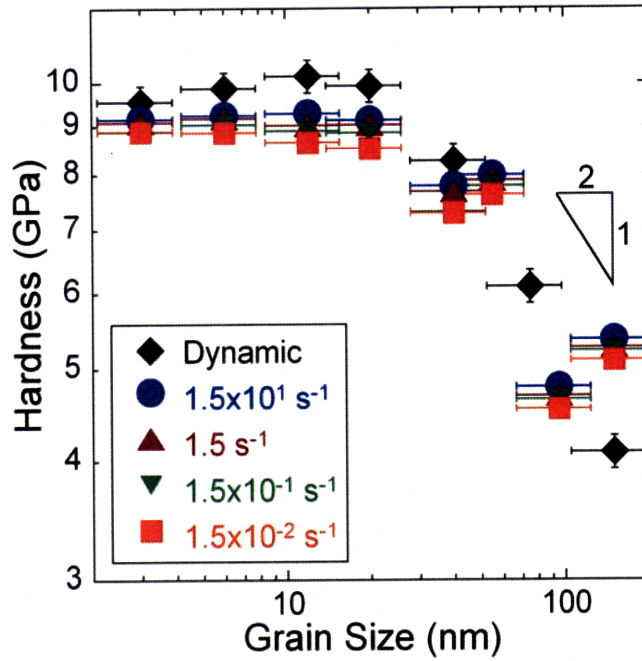 10
9
8
7
6
5
4
3
Hardness (GPa)
2
1
Dynamic
1.5x10¹ s⁻¹
1.5 s⁻¹
1.5x10⁻¹ s⁻¹
1.5x10⁻² s⁻¹
10
100
Grain Size (nm)